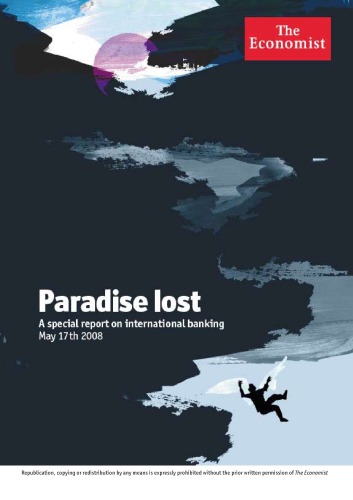 The
Economist
Paradise lost
A special report on international banking
May 17th 2008
Republication, copying or redistribution by any means is expressly prohibited without the prior written permission of The Economist